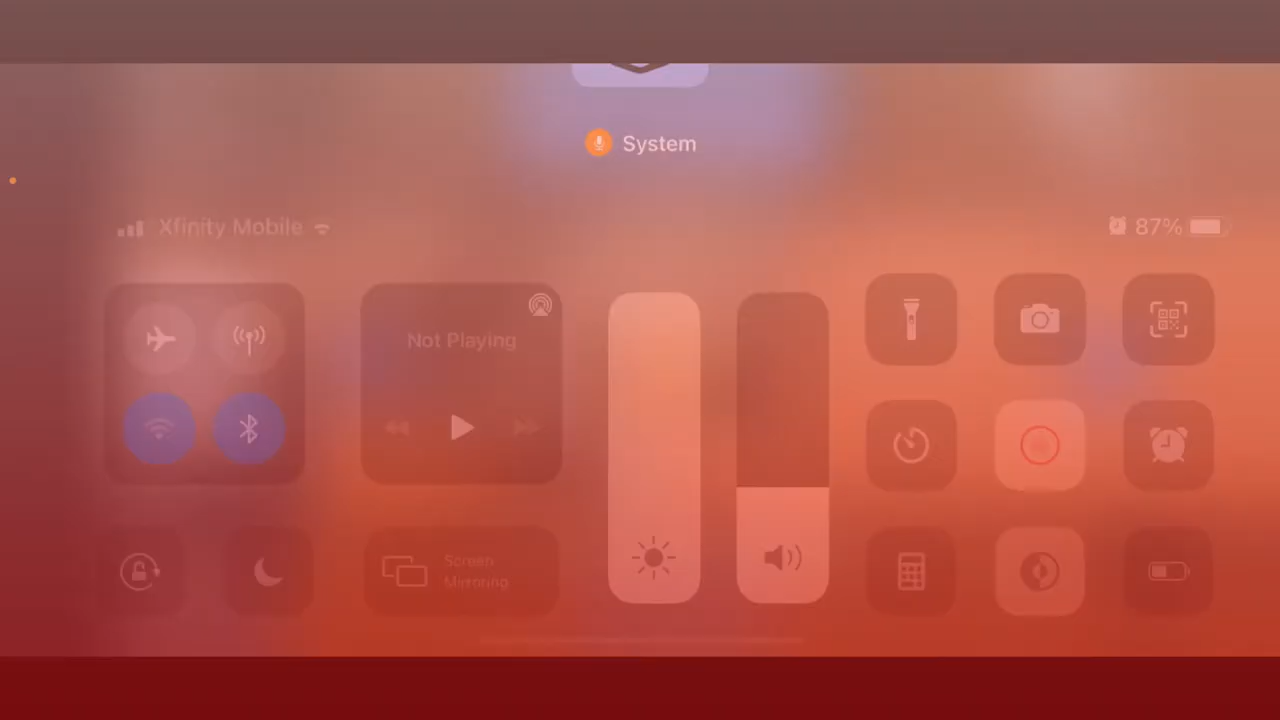 System
Xfinity Mobile
87%
Not Playing
Screen
Mirroring